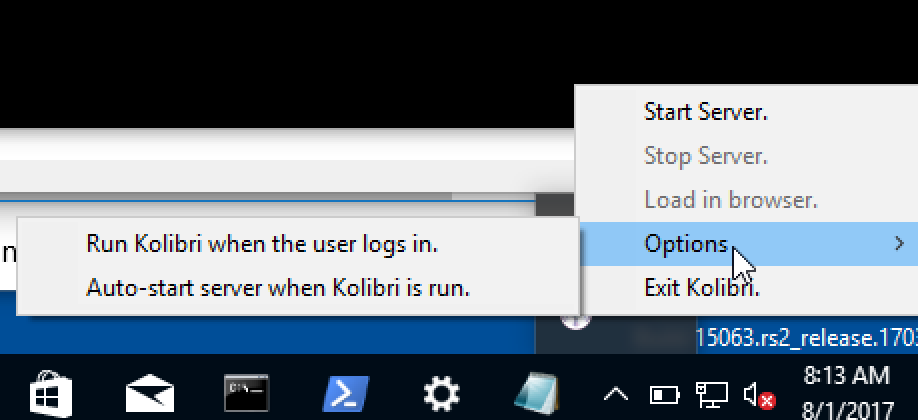 Start Server.
Stop Server.
Load in browser.
Options
Exit Kolibri.
Run Kolibri when the user logs in.
Auto-start server when Kolibri is run.
15063.rs2_release.1703
8:13 AM
8/1/2017